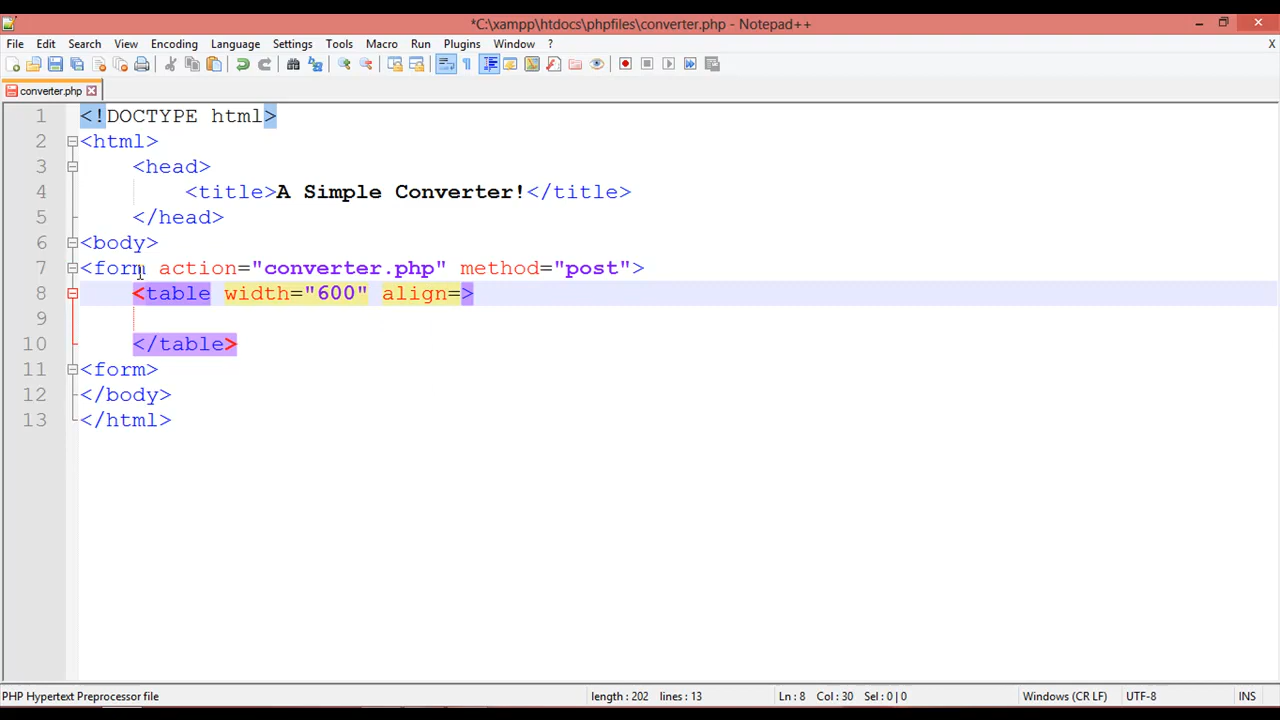 *C:\xampp\htdocs\phpfiles\converter.php - Notepad++
File Edit Search View Encoding Language Settings Tools Macro Run Plugins Window ? X
converter.php
1 <!DOCTYPE html>
2 <html>
3 <head>
4 <title>A Simple Converter!</title>
5 </head>
6 <body>
7 <form action="converter.php" method="post">
8 <table width="600" align=>
9
10 </table>
11 <form>
12 </body>
13 </html>
PHP Hypertext Preprocessor file length : 202 lines : 13 Ln : 8 Col : 30 Sel : 0 | 0 Windows (CR LF) UTF-8 INS